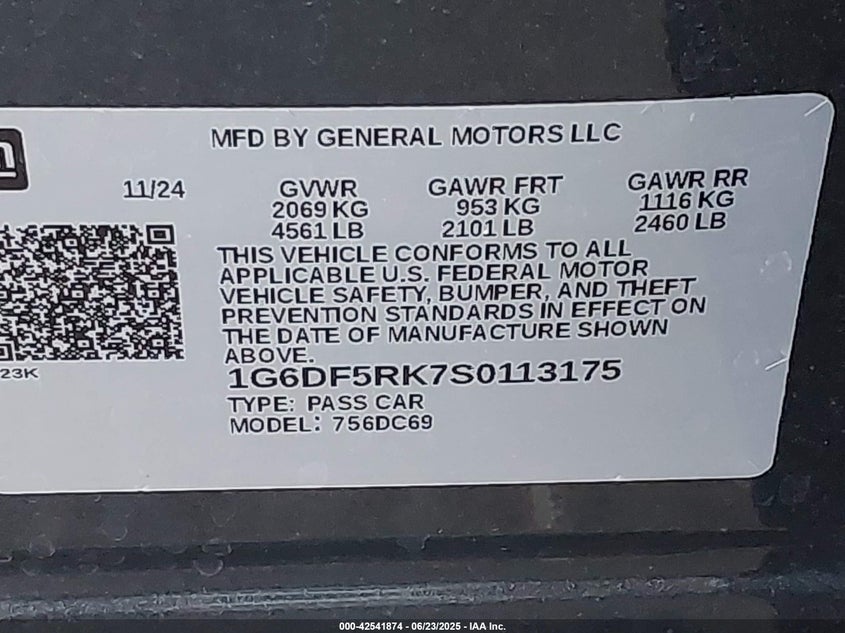 MFD BY GENERAL MOTORS LLC
11/24
GVWR GAWR FRT GAWR RR
2069 KG 953 KG 1116 KG
4561 LB 2101 LB 2460 LB
THIS VEHICLE CONFORMS TO ALL
APPLICABLE U.S. FEDERAL MOTOR
VEHICLE SAFETY, BUMPER, AND THEFT
PREVENTION STANDARDS IN EFFECT ON
THE DATE OF MANUFACTURE SHOWN
ABOVE.
23K
1G6DF5RK7S0113175
TYPE: PASS CAR
MODEL: 756DC69
000-42541874 - 06/23/2025 - IAA Inc.